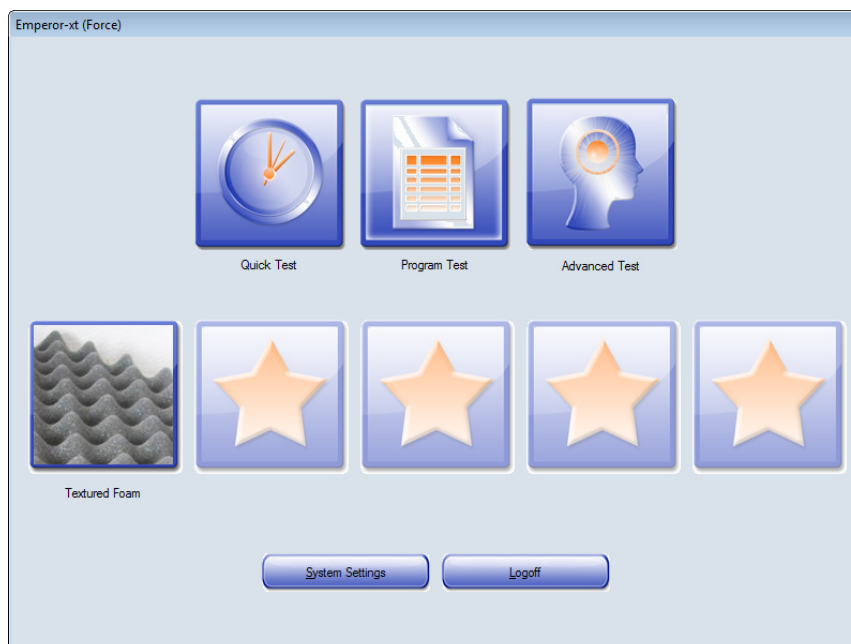 Emperor-xt (Force)
Quick Test
Program Test
Advanced Test
Textured Foam
System Settings
Logoff